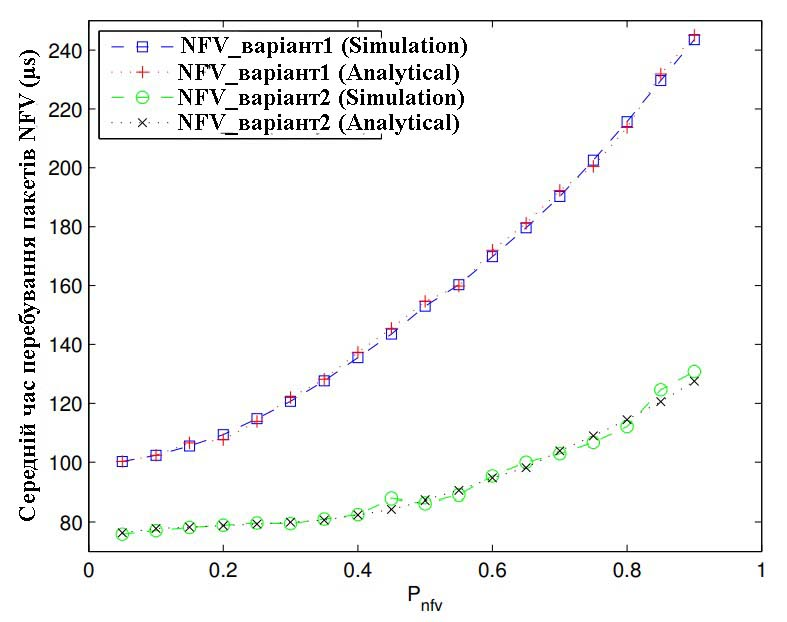 NFV_варіант1 (Simulation)
NFV_варіант1 (Analytical)
NFV_варіант2 (Simulation)
NFV_варіант2 (Analytical)
Середній час перебування пакетів NFV (μs)
240
220
200
180
160
140
120
100
80
0
0.2
0.4
0.6
0.8
1
P_nfv